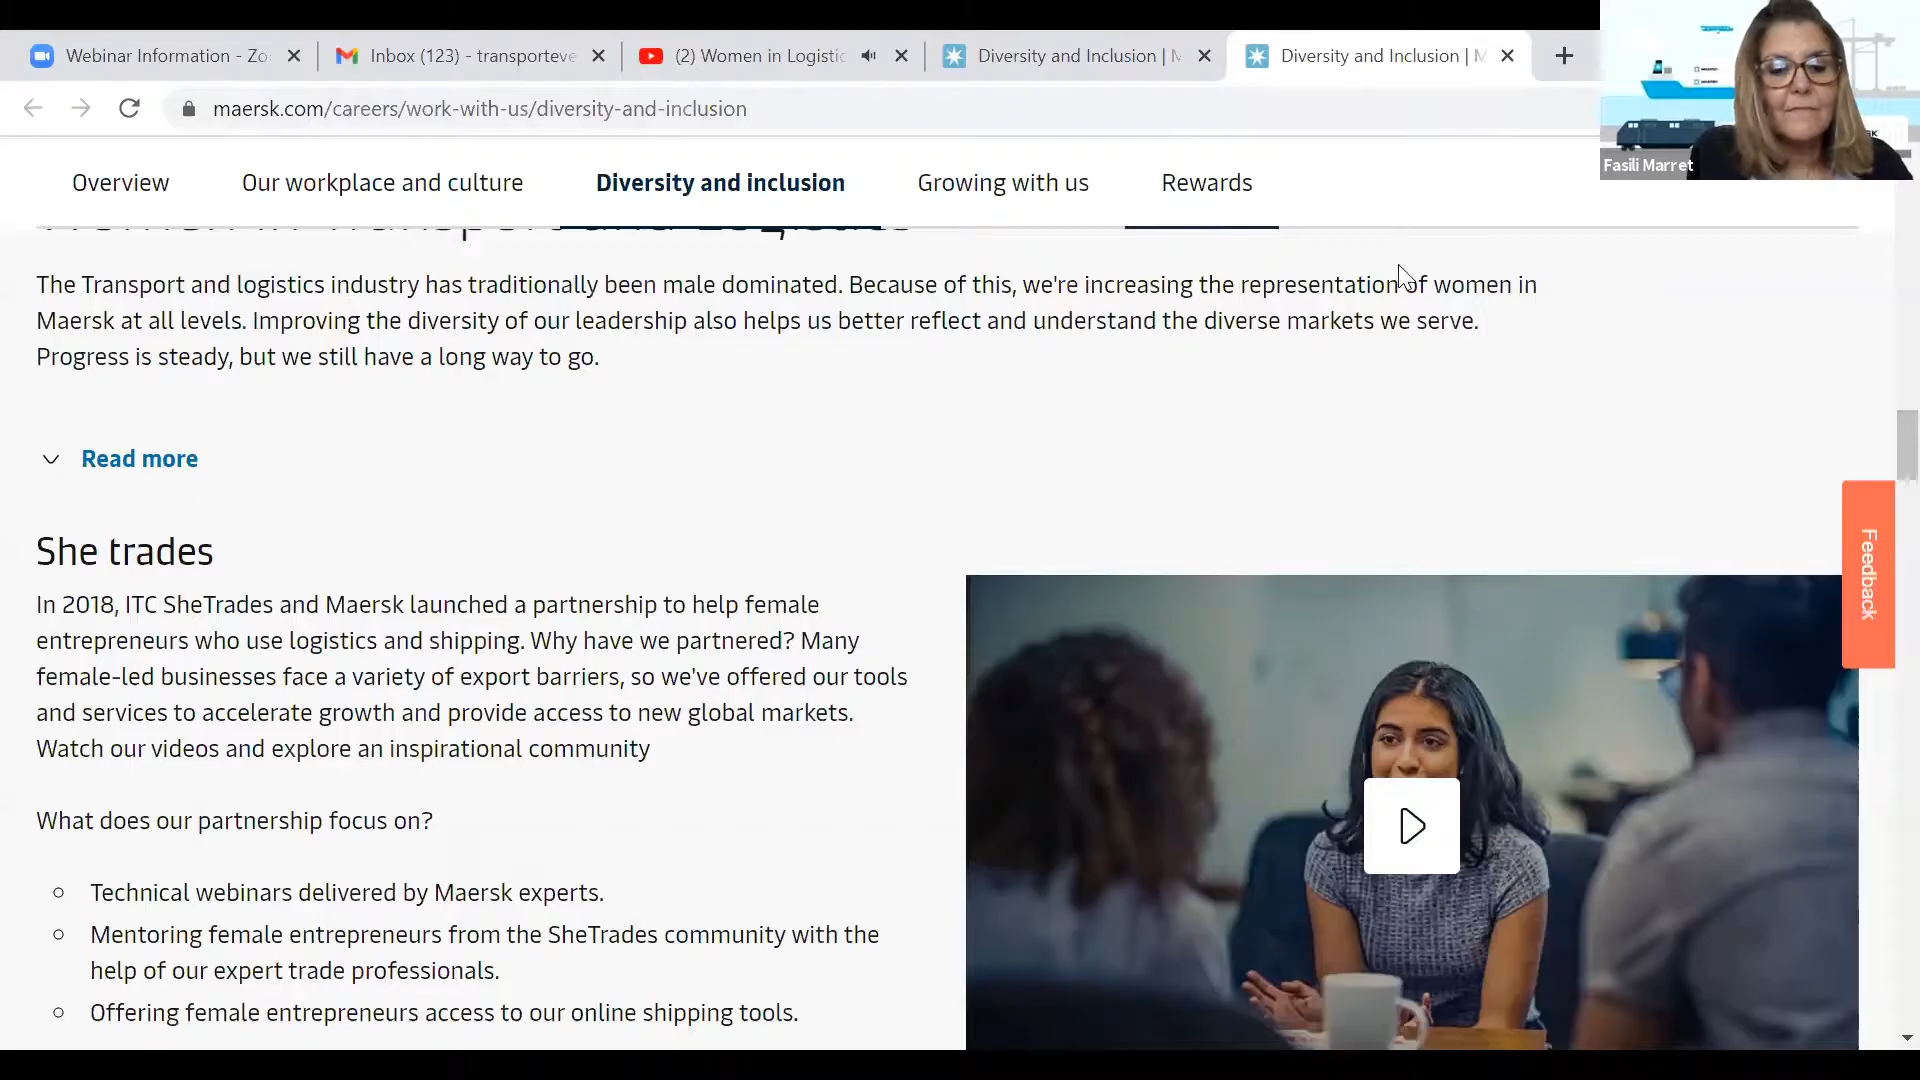 Webinar Information - Zo
Inbox (123) - transporteve
(2) Women in Logistic
Diversity and Inclusion | M
Diversity and Inclusion | M
maersk.com/careers/work-with-us/diversity-and-inclusion
Fasili Marret
Overview
Our workplace and culture
Diversity and inclusion
Growing with us
Rewards
Women in Transport and Logistics
The Transport and logistics industry has traditionally been male dominated. Because of this, we're increasing the representation of women in
Maersk at all levels. Improving the diversity of our leadership also helps us better reflect and understand the diverse markets we serve.
Progress is steady, but we still have a long way to go.
Read more
Feedback
She trades
In 2018, ITC SheTrades and Maersk launched a partnership to help female
entrepreneurs who use logistics and shipping. Why have we partnered? Many
female-led businesses face a variety of export barriers, so we've offered our tools
and services to accelerate growth and provide access to new global markets.
Watch our videos and explore an inspirational community
What does our partnership focus on?
Technical webinars delivered by Maersk experts.
Mentoring female entrepreneurs from the SheTrades community with the
help of our expert trade professionals.
Offering female entrepreneurs access to our online shipping tools.